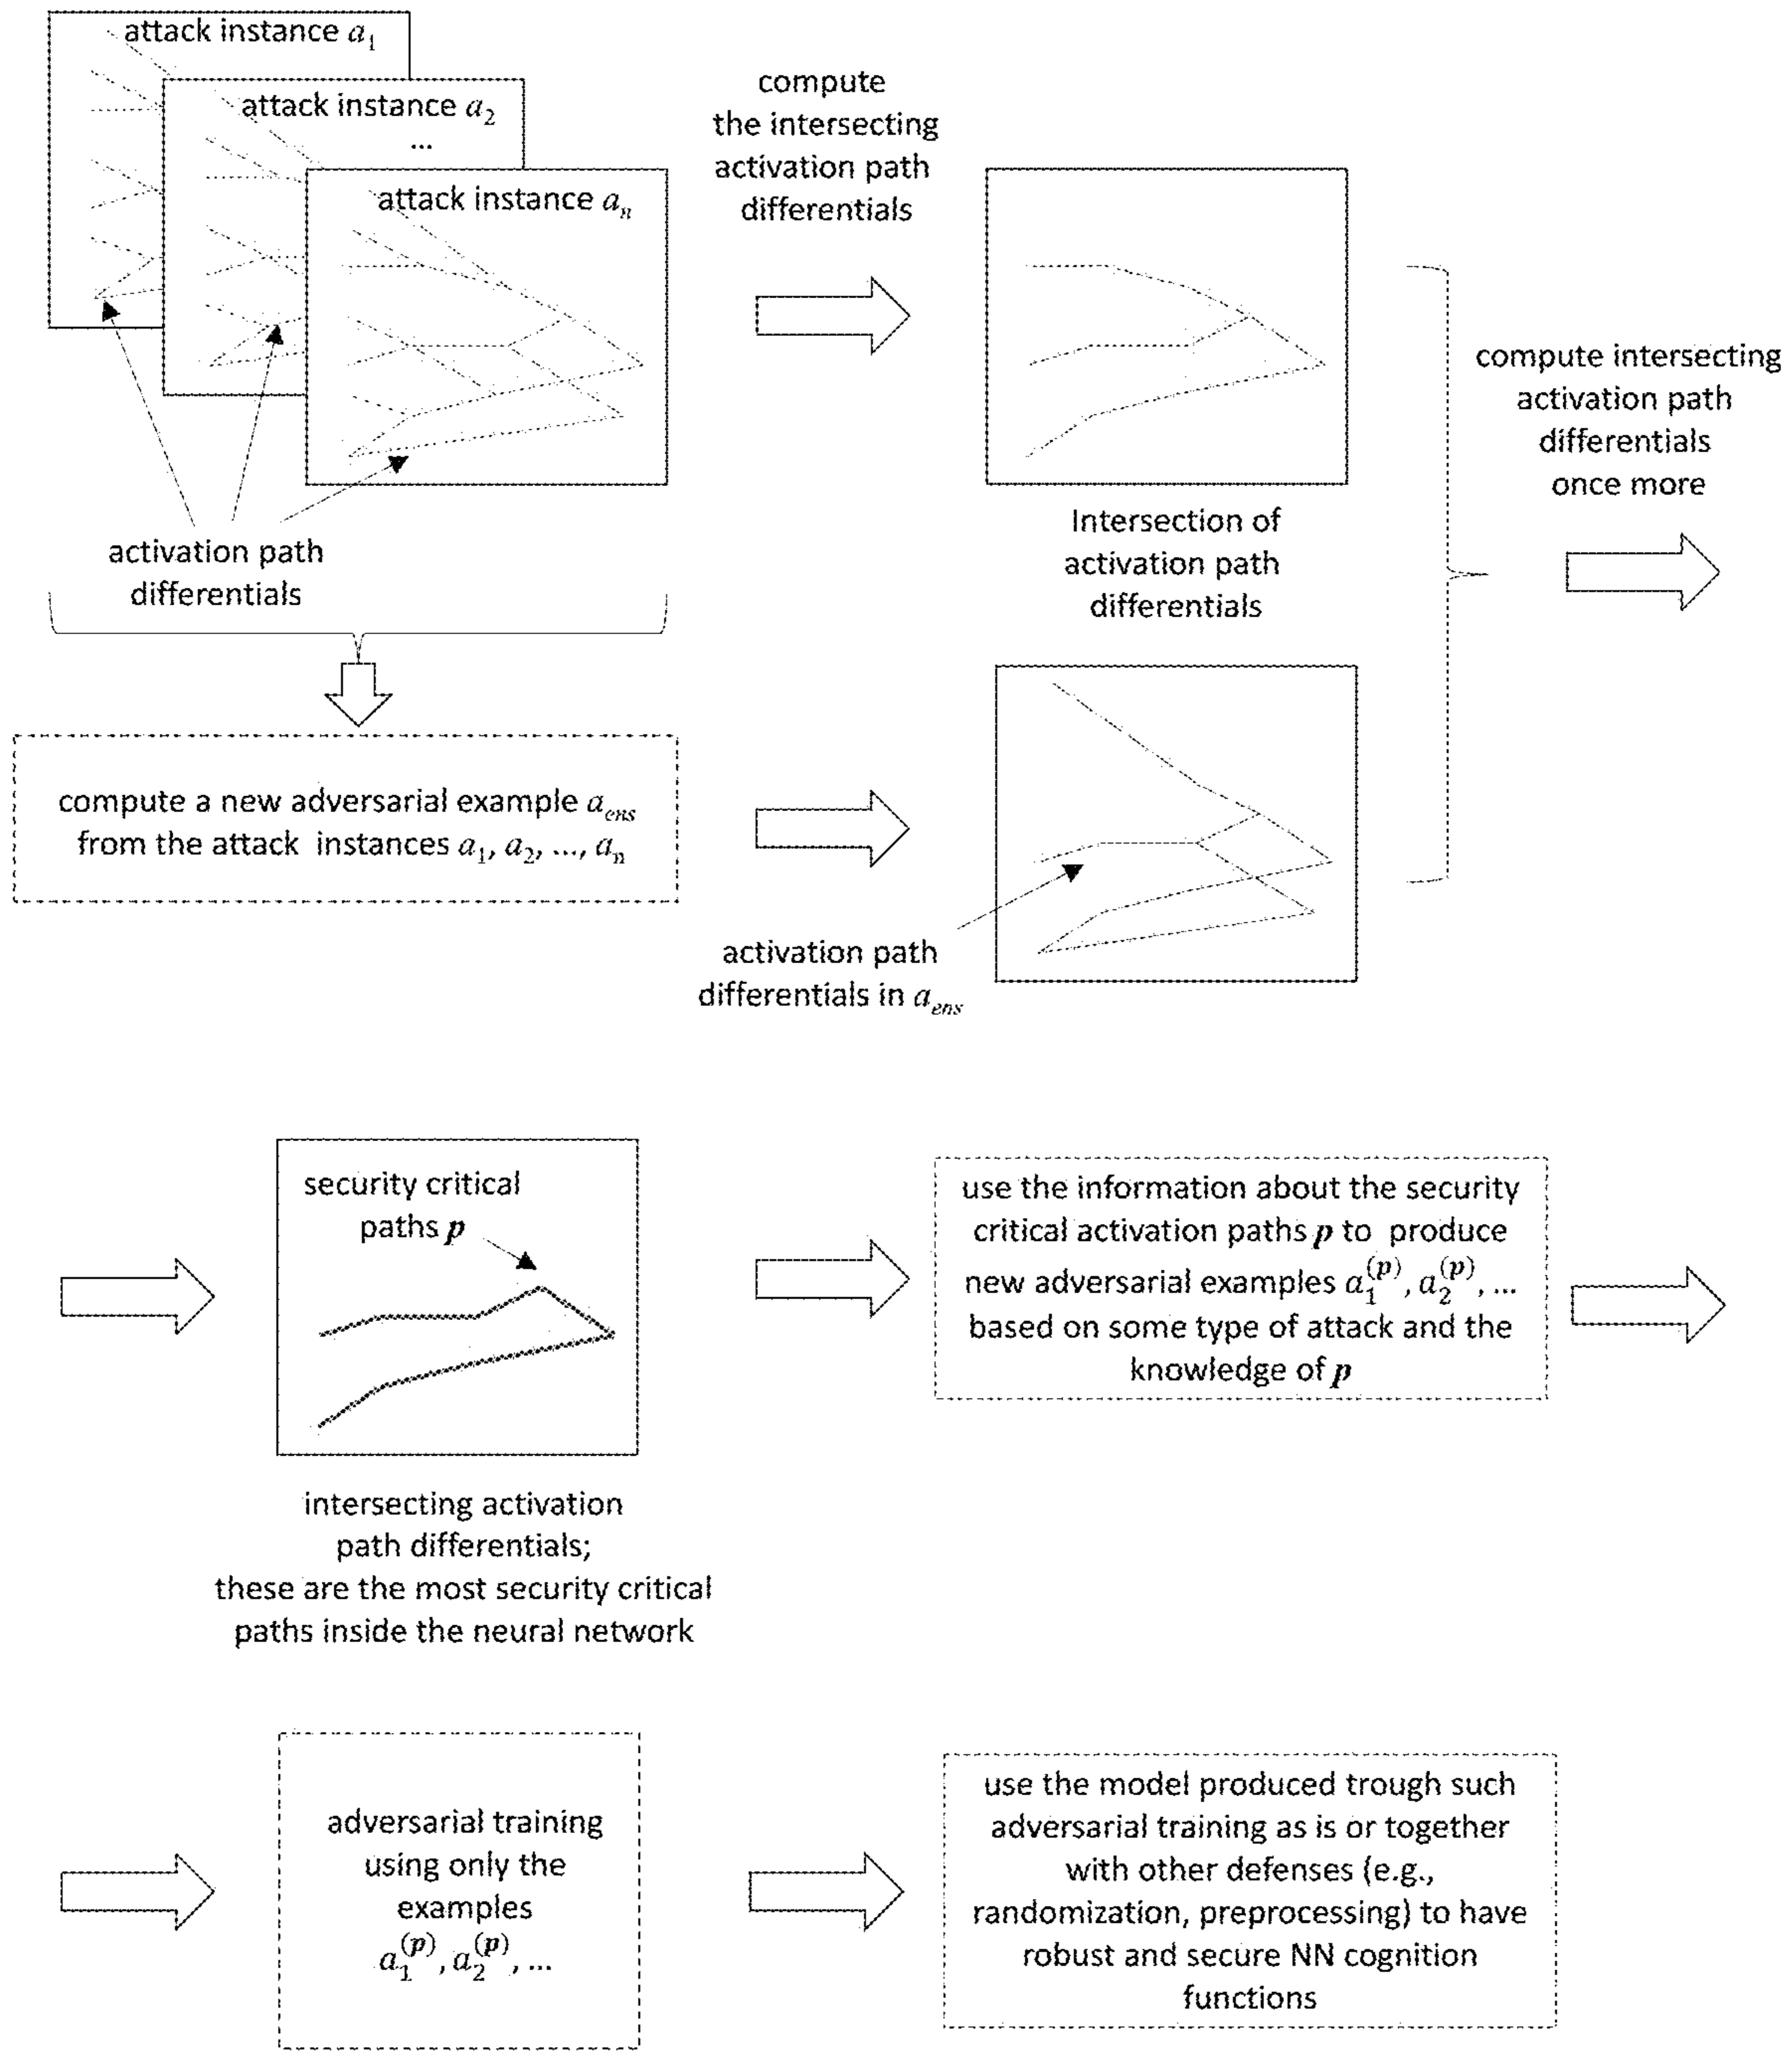 attack instance a1
attack instance a2
...
attack instance an
compute
the intersecting
activation path
differentials
activation path
differentials
Intersection of
activation path
differentials
compute intersecting
activation path
differentials
once more
compute a new adversarial example aens
from the attack instances a1, a2, ..., an
activation path
differentials in aens
security critical
paths p
intersecting activation
path differentials;
these are the most security critical
paths inside the neural network
use the information about the security
critical activation paths p to produce
new adversarial examples a1(p), a2(p), ...
based on some type of attack and the
knowledge of p
adversarial training
using only the
examples
a1(p), a2(p), ...
use the model produced trough such
adversarial training as is or together
with other defenses (e.g.,
randomization, preprocessing) to have
robust and secure NN cognition
functions